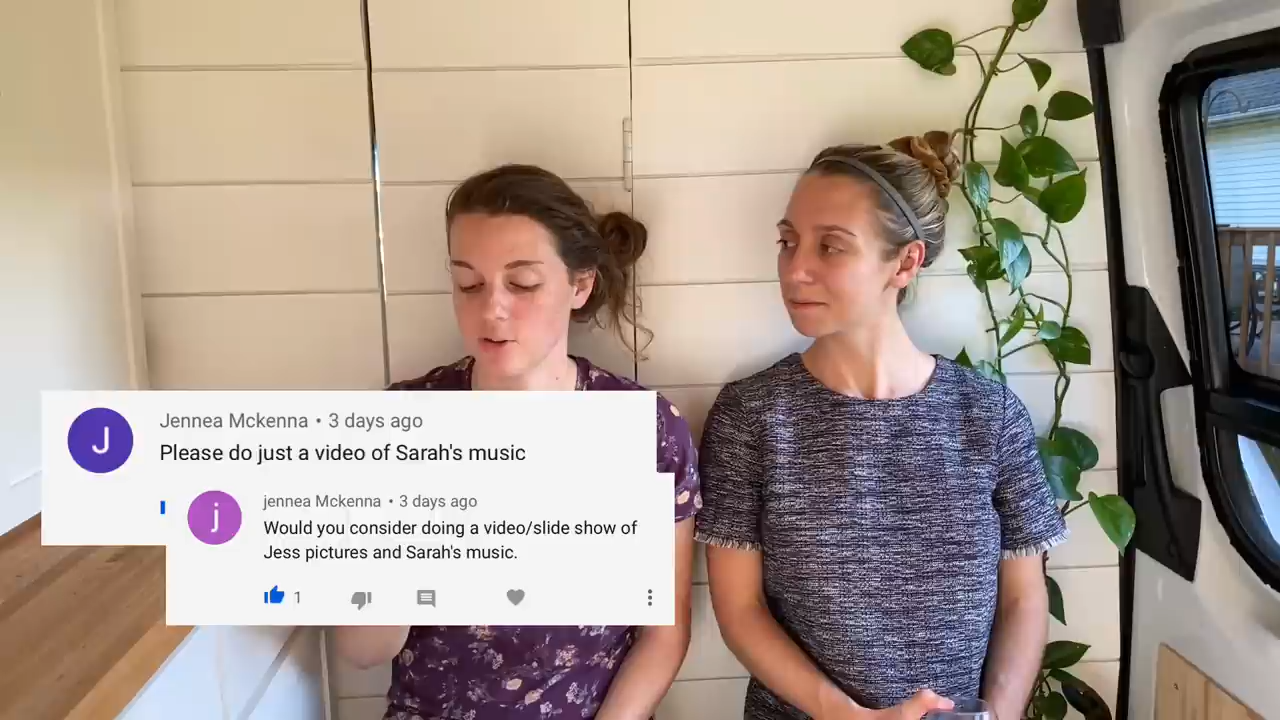 J
Jennea Mckenna • 3 days ago
Please do just a video of Sarah's music
j
jennea Mckenna • 3 days ago
Would you consider doing a video/slide show of
Jess pictures and Sarah's music.
1